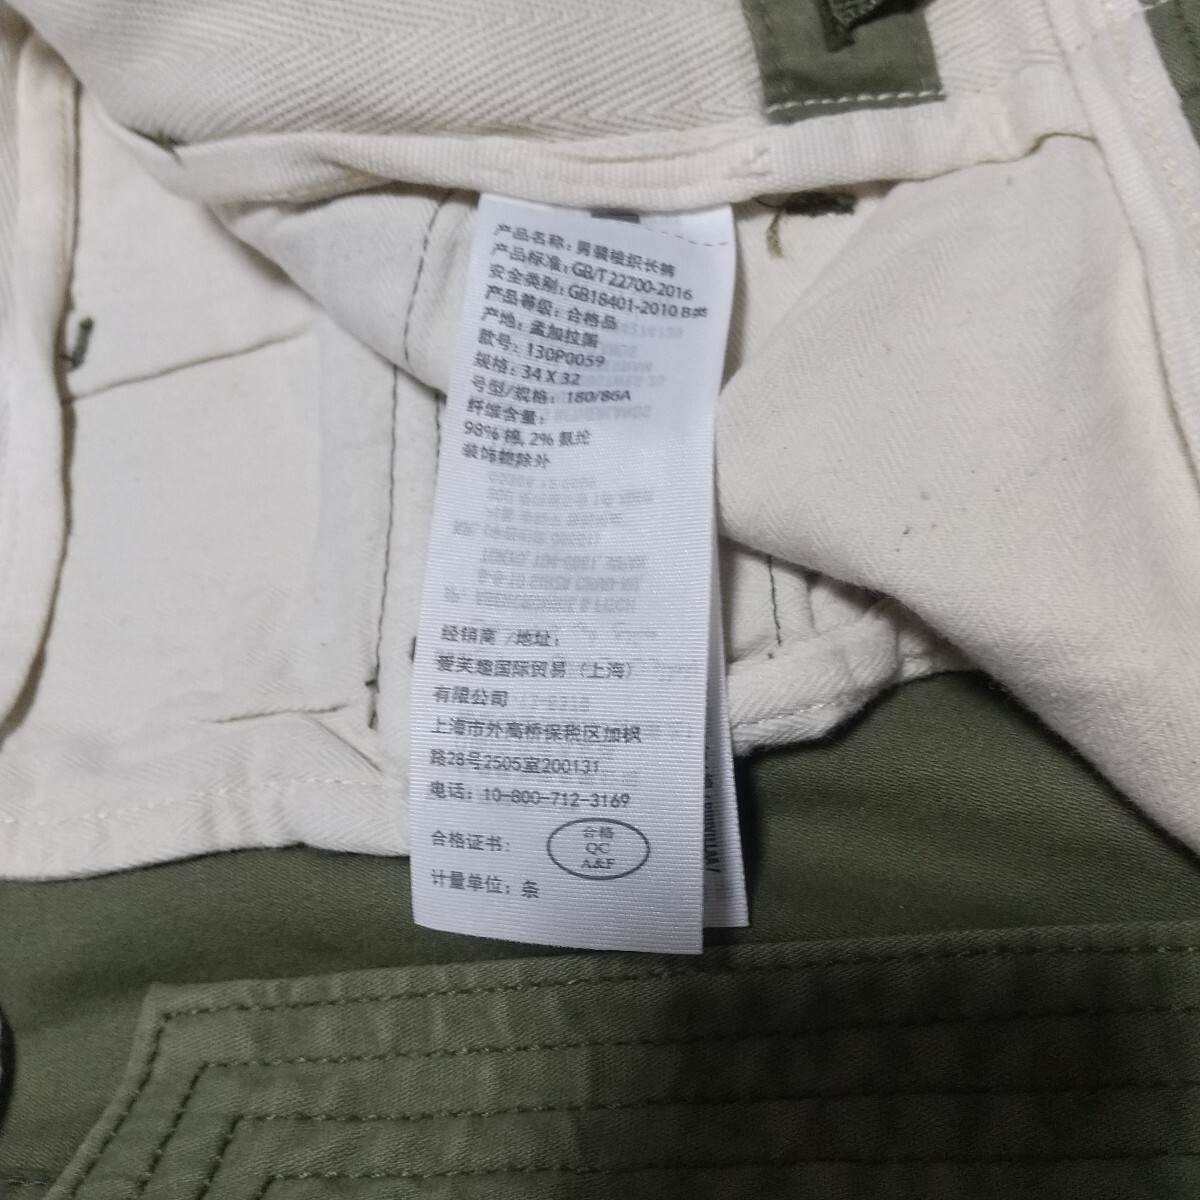 产品名称：男装梭织长裤
产品标准：GB/T 22700-2016
安全类别：GB18401-2010 B类
产品等级：合格品
产地：孟加拉国
款号：130P0059
规格：34 X 32
号型/规格：180/86A
纤维含量：
98% 棉, 2% 氨纶
装饰物除外
经销商 /地址：
爱芙趣国际贸易（上海）
有限公司
上海市外高桥保税区加枫
路28号2505室200131
电话：10-800-712-3169
合格证书：
合格
QC
A&F
计量单位：条